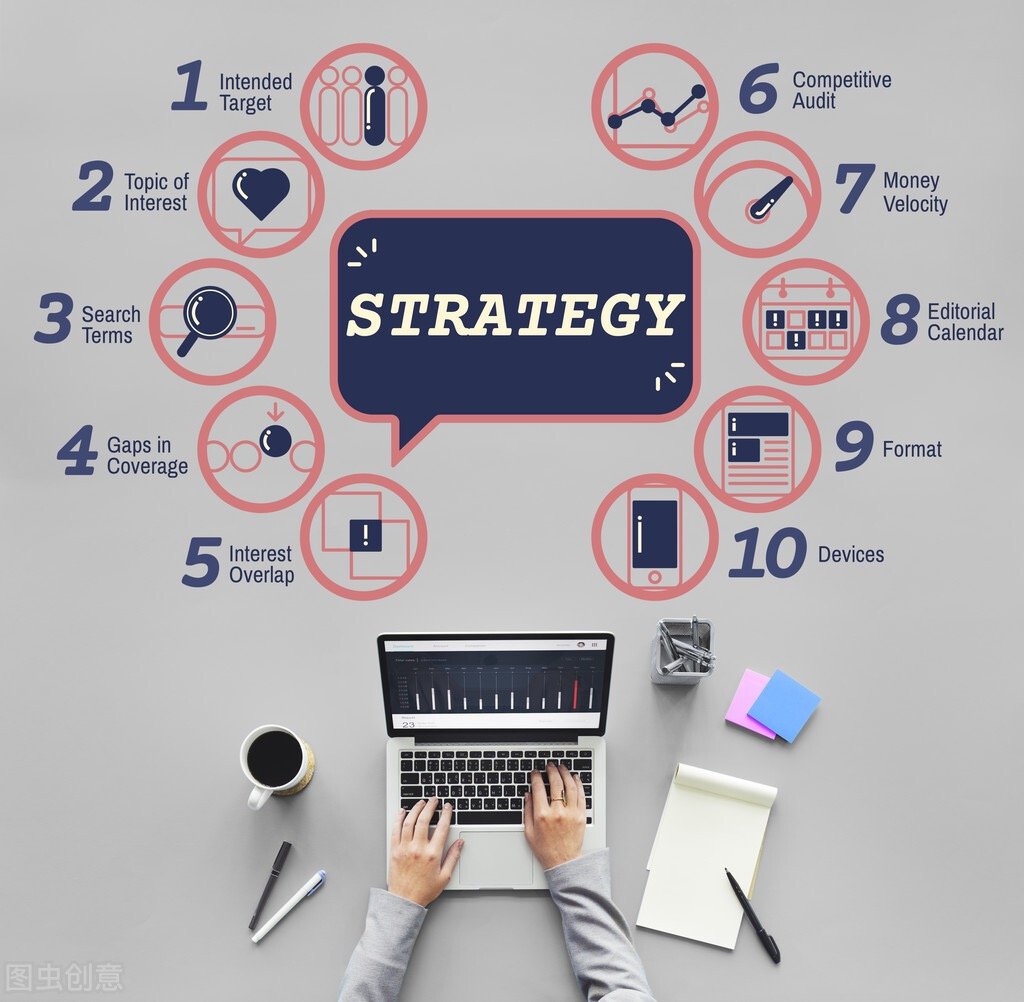 1
Intended
Target
2
Topic of
Interest
3
Search
Terms
4
Gaps in
Coverage
5
Interest
Overlap
STRATEGY
6
Competitive
Audit
7
Money
Velocity
8
Editorial
Calendar
9
Format
10
Devices
23
图虫创意